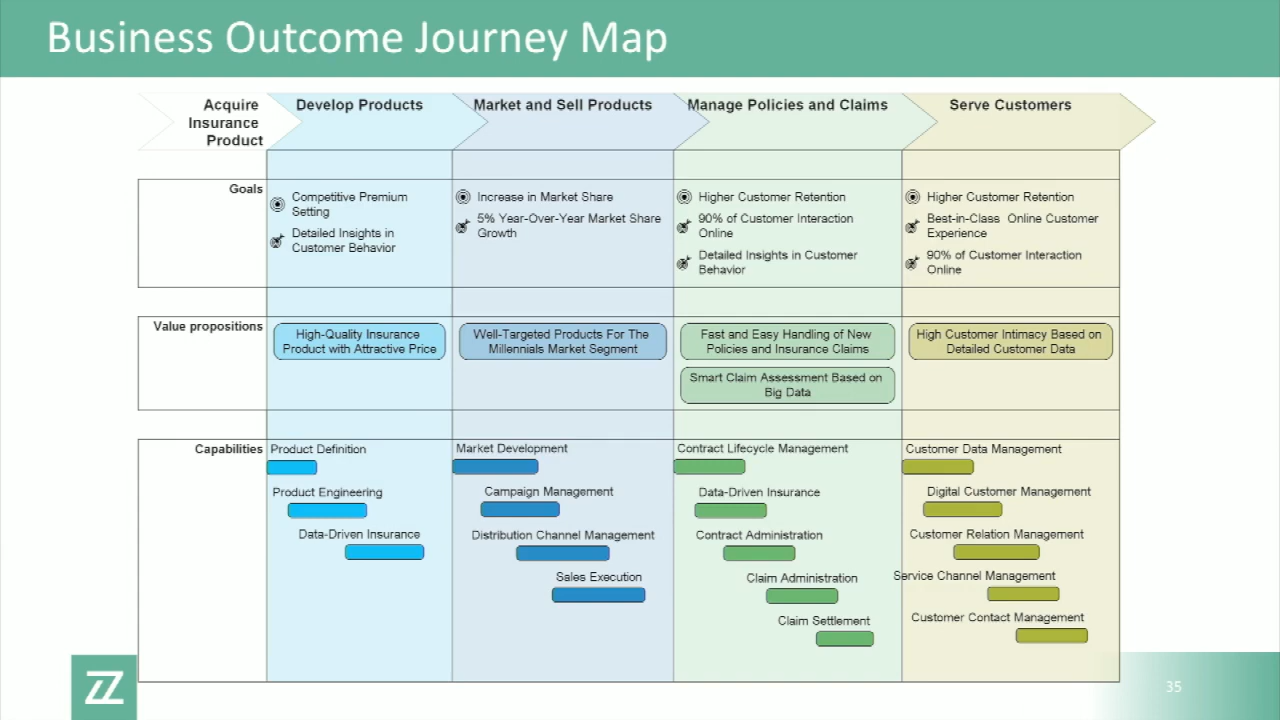 Business Outcome Journey Map
Acquire
Insurance
Product
Develop Products
Market and Sell Products
Manage Policies and Claims
Serve Customers
Goals
Competitive Premium
Setting
Detailed Insights in
Customer Behavior
Increase in Market Share
5% Year-Over-Year Market Share
Growth
Higher Customer Retention
90% of Customer Interaction
Online
Detailed Insights in Customer
Behavior
Higher Customer Retention
Best-in-Class Online Customer
Experience
90% of Customer Interaction
Online
Value propositions
High-Quality Insurance
Product with Attractive Price
Well-Targeted Products For The
Millennials Market Segment
Fast and Easy Handling of New
Policies and Insurance Claims
Smart Claim Assessment Based on
Big Data
High Customer Intimacy Based on
Detailed Customer Data
Capabilities
Product Definition
Product Engineering
Data-Driven Insurance
Market Development
Campaign Management
Distribution Channel Management
Sales Execution
Contract Lifecycle Management
Data-Driven Insurance
Contract Administration
Claim Administration
Claim Settlement
Customer Data Management
Digital Customer Management
Customer Relation Management
Service Channel Management
Customer Contact Management
ZZ
35